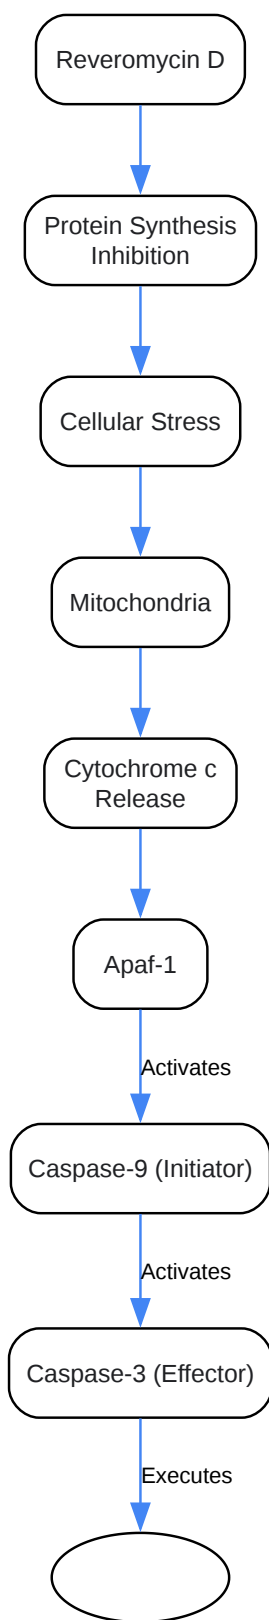 Reveromycin D
Protein Synthesis
Inhibition
Cellular Stress
Mitochondria
Cytochrome c
Release
Apaf-1
Activates
Caspase-9 (Initiator)
Activates
Caspase-3 (Effector)
Executes